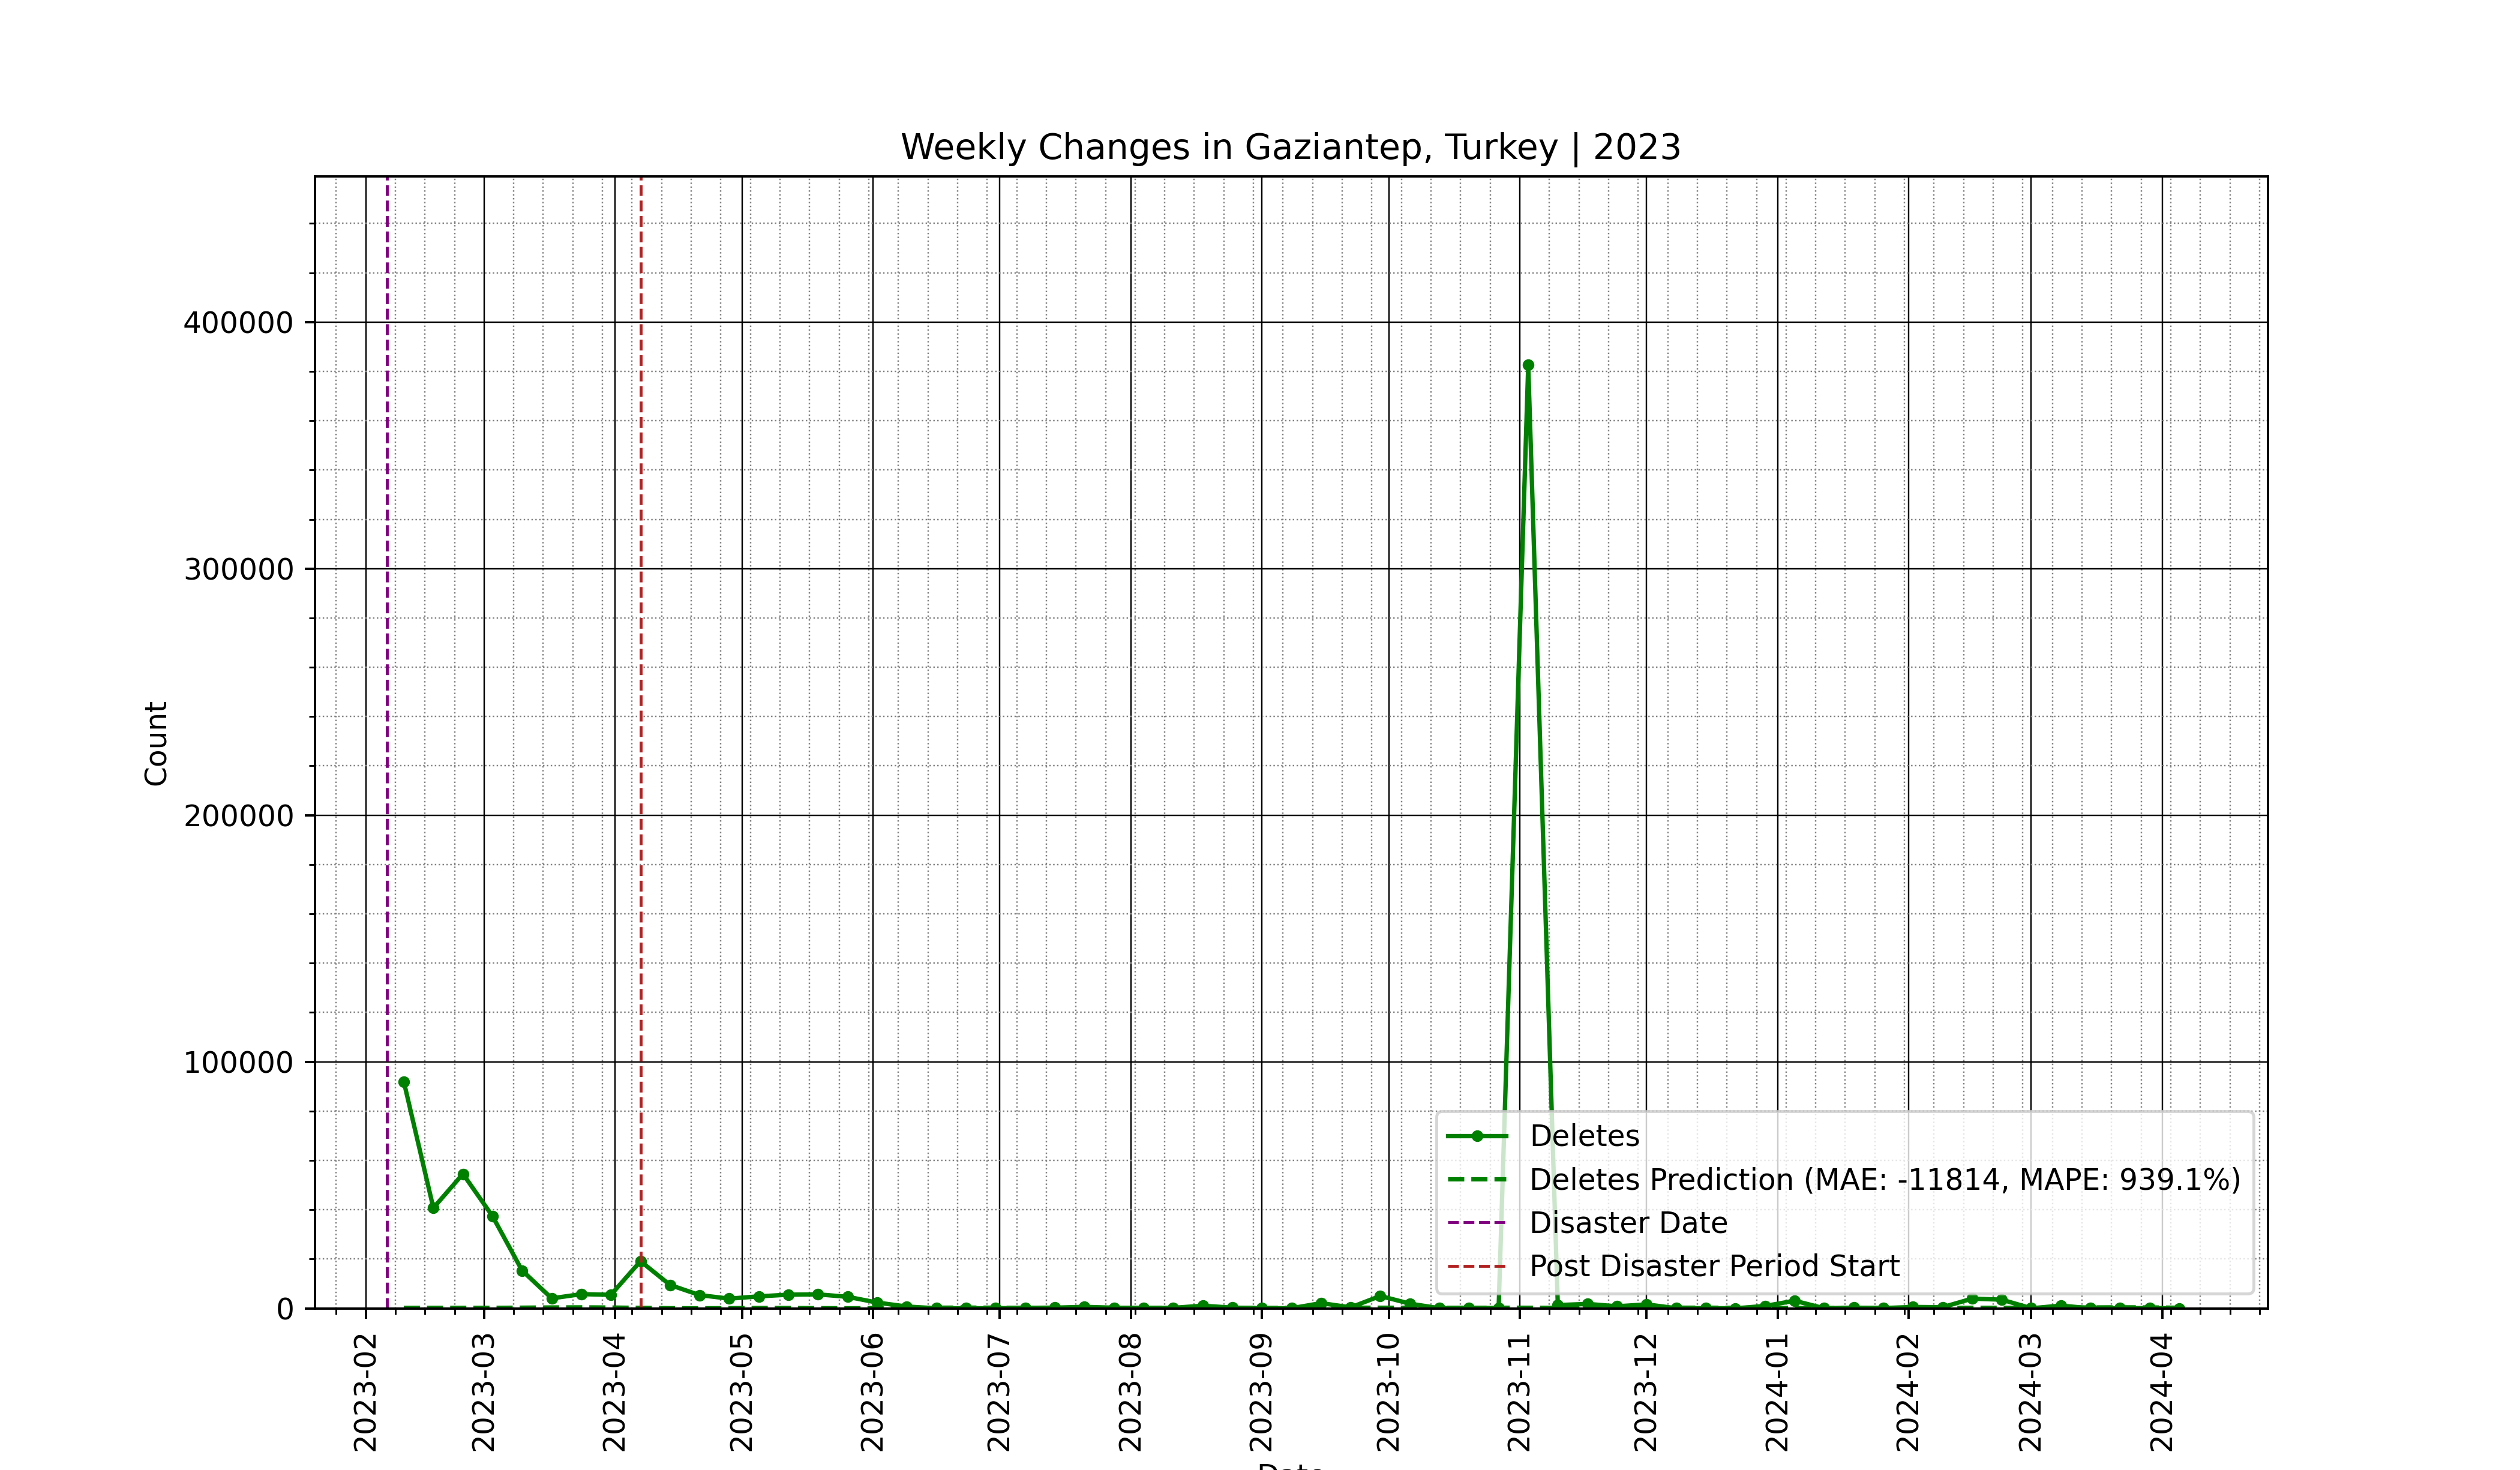 Weekly Changes in Gaziantep, Turkey | 2023
Count
400000
300000
200000
100000
0
Deletes
Deletes Prediction (MAE: -11814, MAPE: 939.1%)
Disaster Date
Post Disaster Period Start
2023-02
2023-03
2023-04
2023-05
2023-06
2023-07
2023-08
2023-09
2023-10
2023-11
2023-12
2024-01
2024-02
2024-03
2024-04
Date